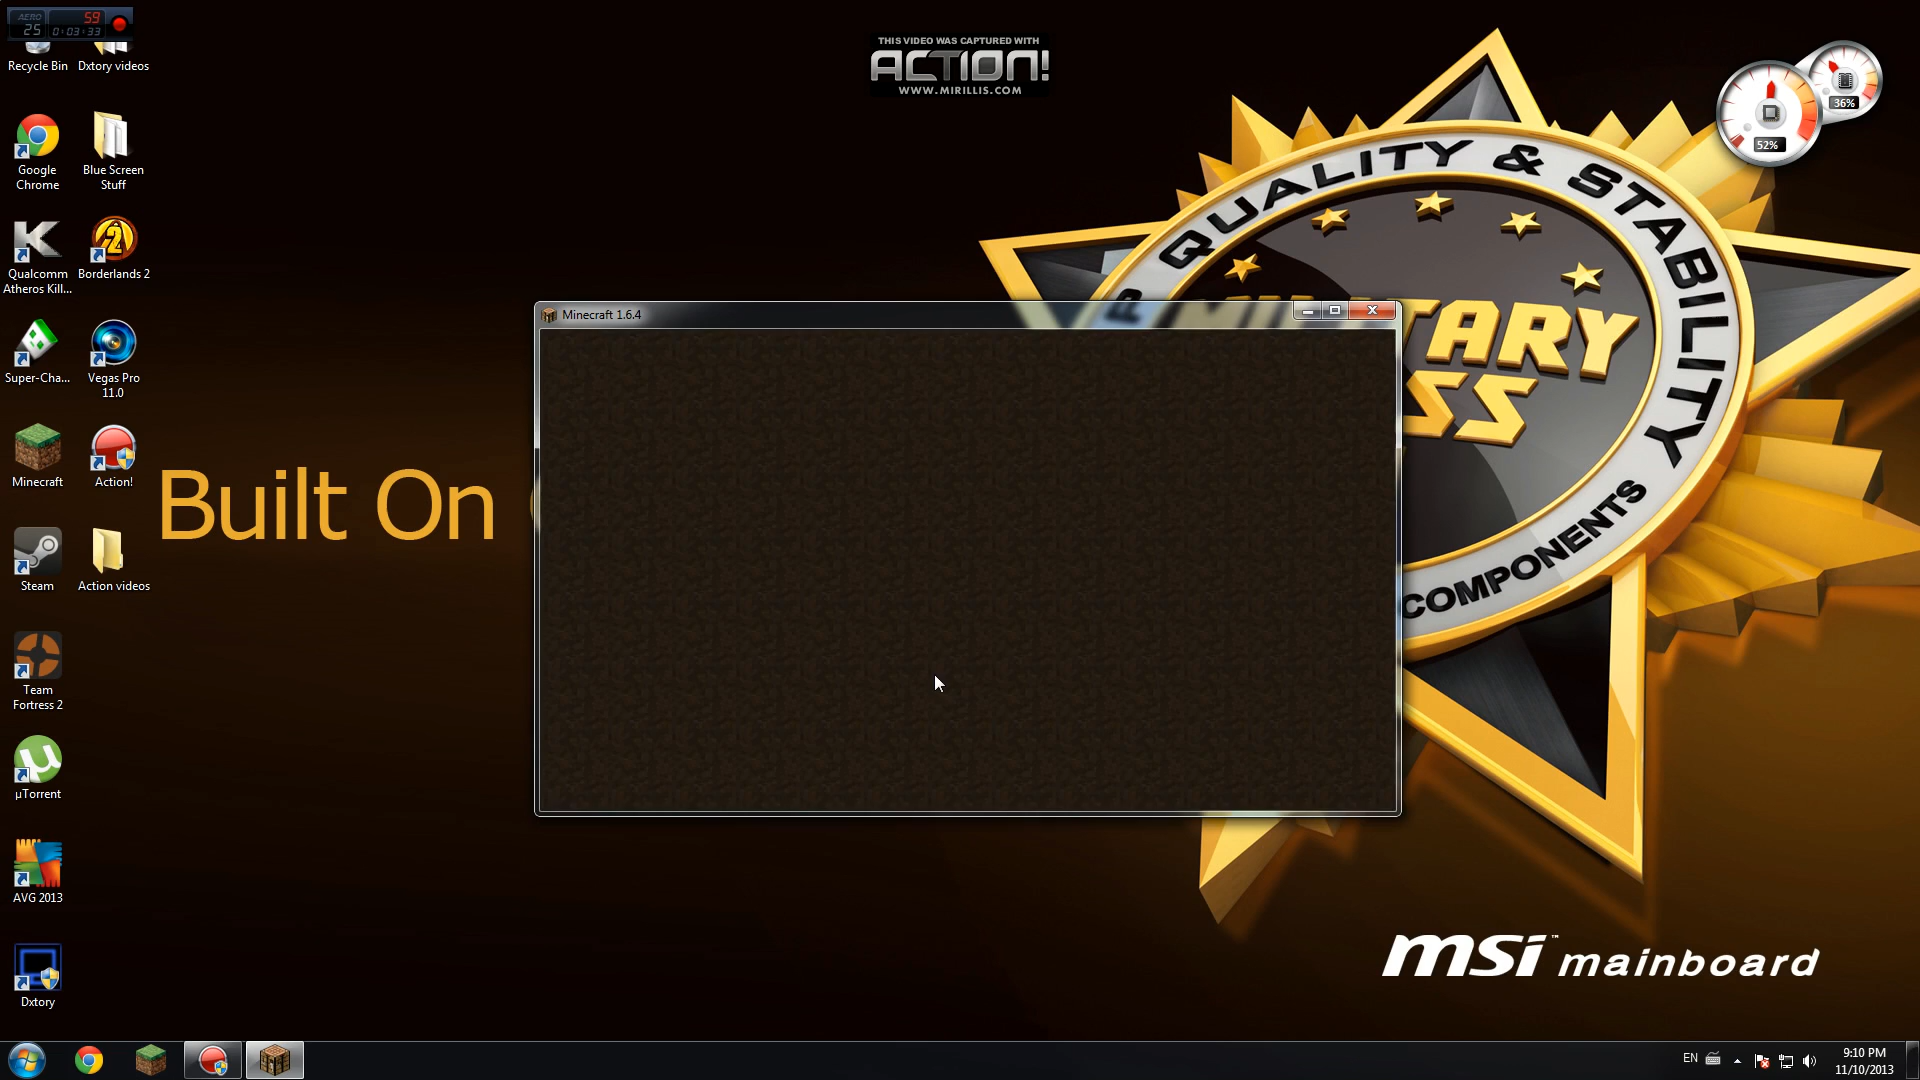 AERO
25
59
0:03:33
THIS VIDEO WAS CAPTURED WITH
ACTION!
WWW.MIRILLIS.COM
Recycle Bin
Dxtory videos
Google
Chrome
Blue Screen
Stuff
Qualcomm
Atheros Kill...
Borderlands 2
Super-Cha...
Vegas Pro
11.0
Minecraft
Action!
Steam
Action videos
Team
Fortress 2
µTorrent
AVG 2013
Dxtory
Built On
Minecraft 1.6.4
QUALITY & STABILITY
COMPONENTS
36%
52%
msi™ mainboard
EN
9:10 PM
11/10/2013